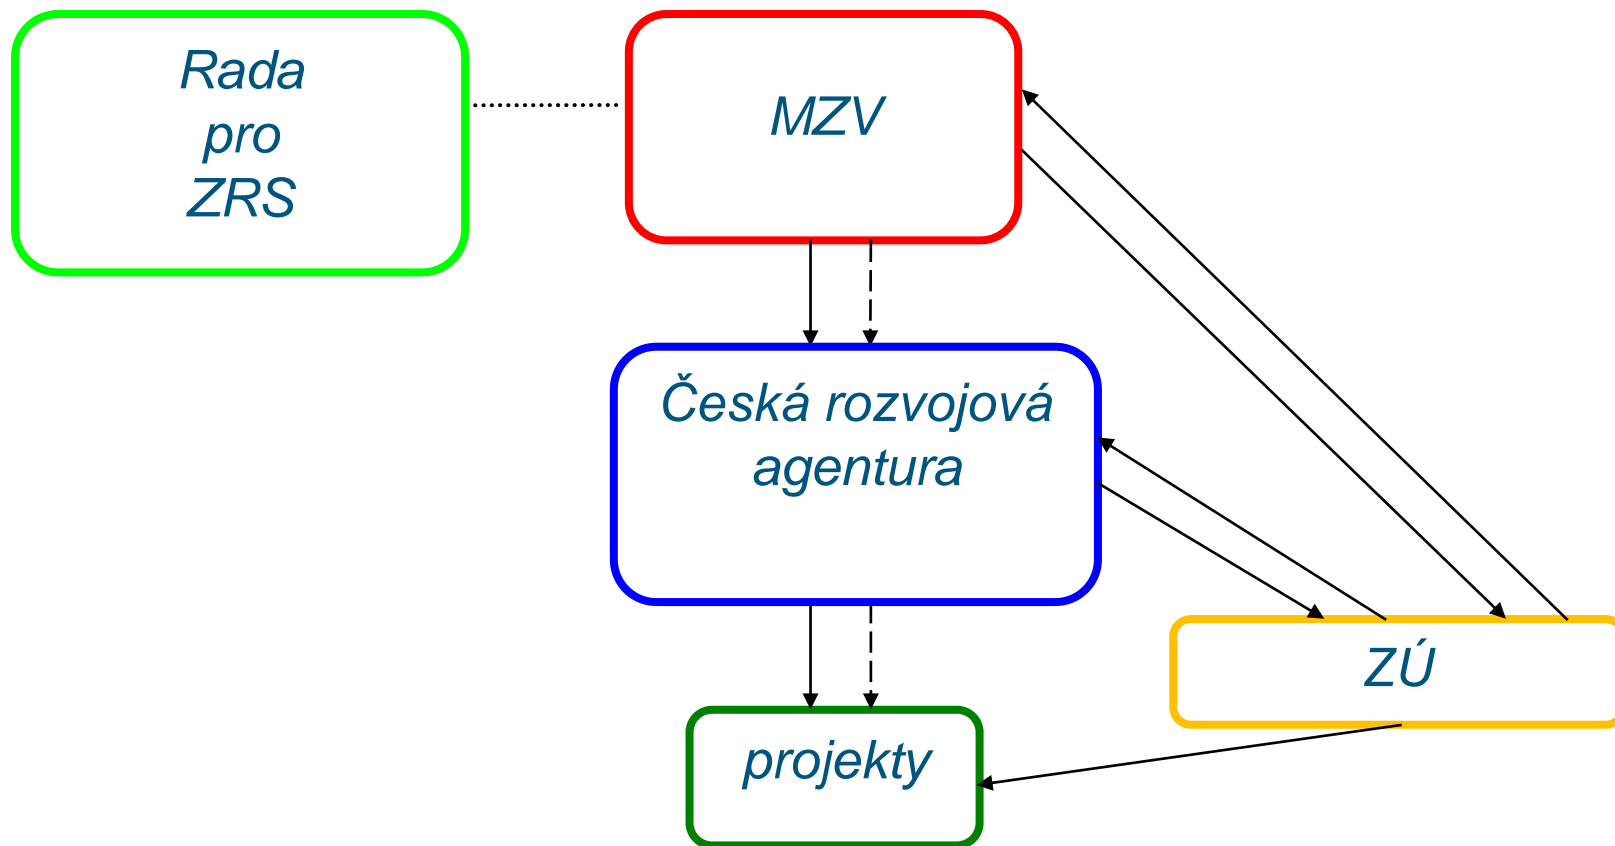 Rada
pro
ZRS
MZV
Česká rozvojová
agentura
ZÚ
projekty